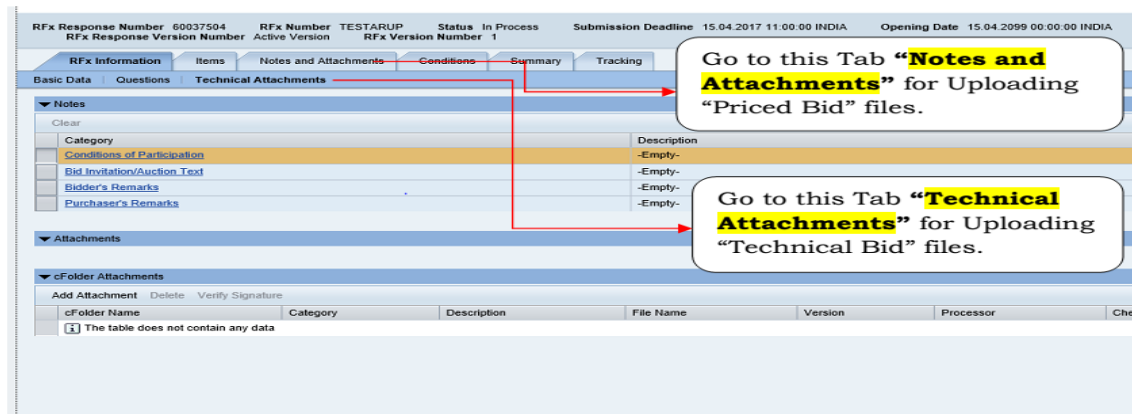 RFx Response Number 60037504 RFx Number TESTARUP Status In Process Submission Deadline 15.04.2017 11:00:00 INDIA Opening Date 15.04.2099 00:00:00 INDIA
RFx Response Version Number Active Version RFx Version Number 1
RFx Information Items Notes and Attachments Conditions Summary Tracking
Basic Data Questions Technical Attachments
Go to this Tab “Notes and
Attachments” for Uploading
“Priced Bid” files.
Notes
Clear
Category Description
Conditions of Participation -Empty-
Bid Invitation/Auction Text -Empty-
Bidder's Remarks -Empty-
Purchaser's Remarks -Empty-
Go to this Tab “Technical
Attachments” for Uploading
“Technical Bid” files.
Attachments
cFolder Attachments
Add Attachment Delete Verify Signature
cFolder Name Category Description File Name Version Processor Che
The table does not contain any data